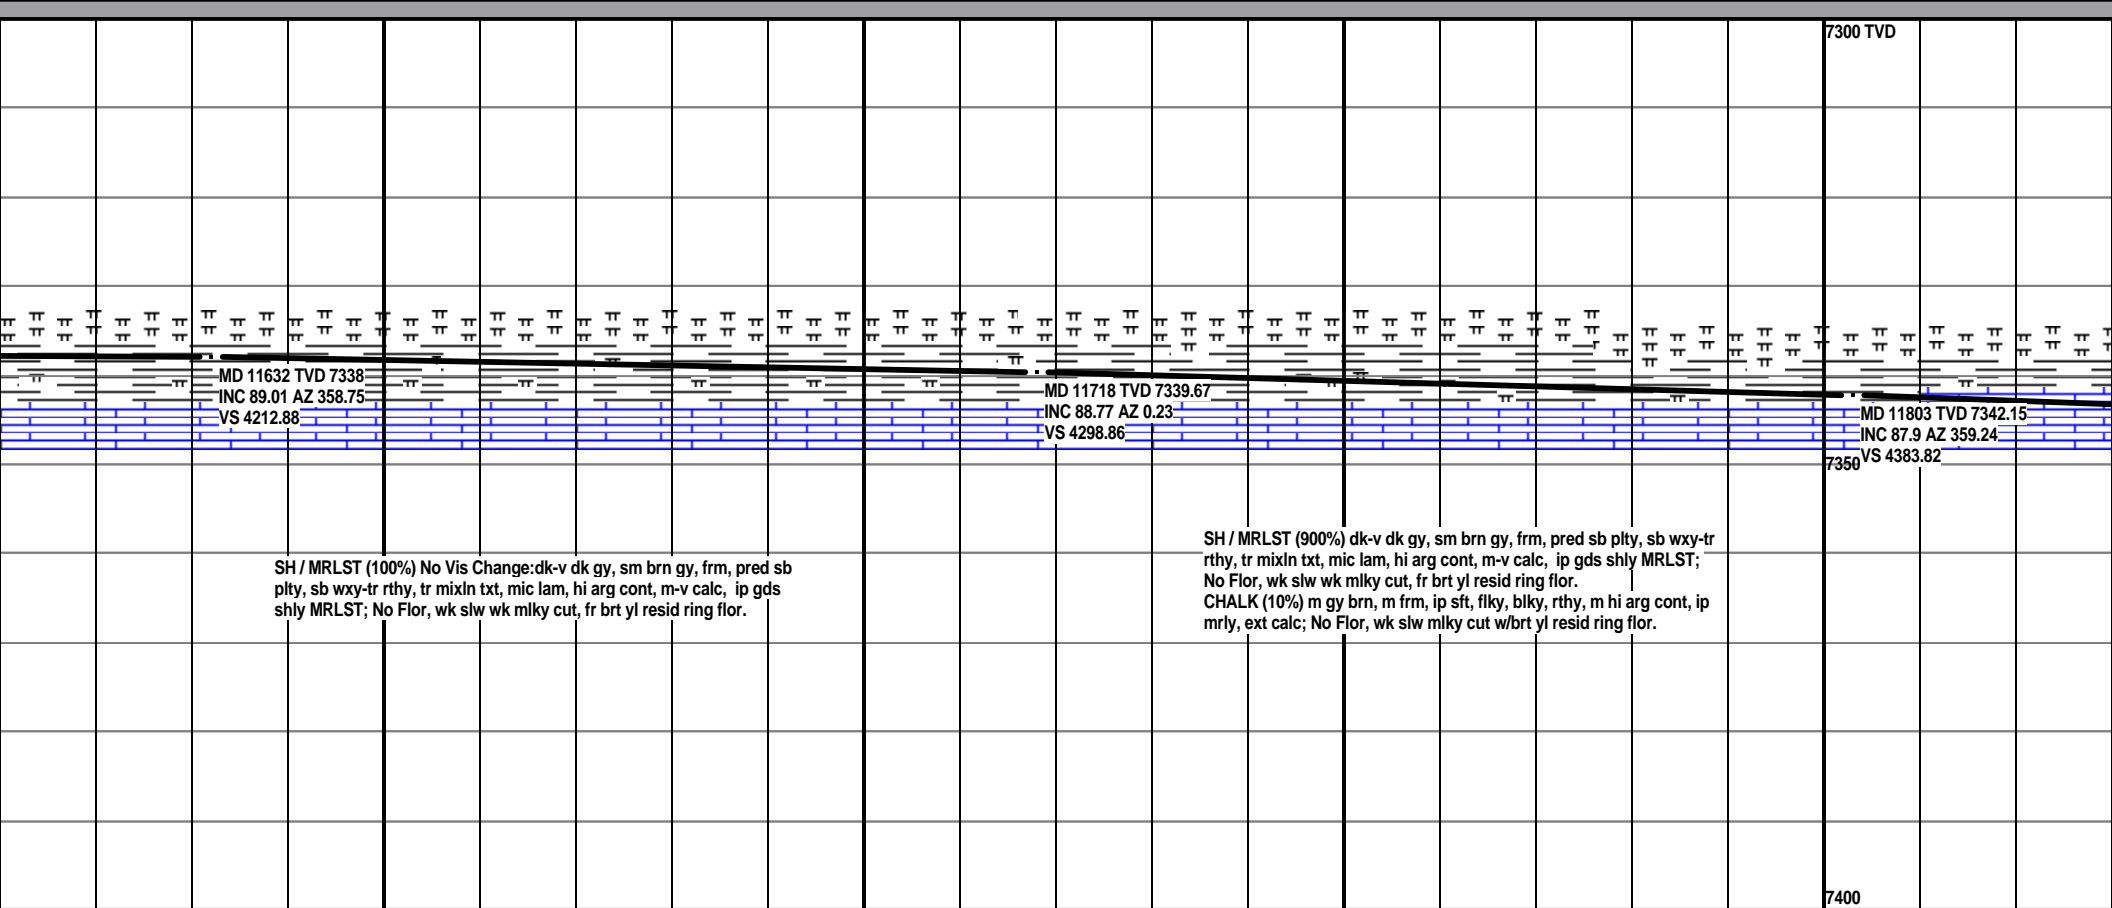 7300 TVD
MD 11632 TVD 7338
INC 89.01 AZ 358.75
VS 4212.88
MD 11718 TVD 7339.67
INC 88.77 AZ 0.23
VS 4298.86
MD 11803 TVD 7342.15
INC 87.9 AZ 359.24
VS 4383.82
7350
SH / MRLST (100%) No Vis Change:dk-v dk gy, sm brn gy, frm, pred sb
plty, sb wxy-tr rthy, tr mixln txt, mic lam, hi arg cont, m-v calc, ip gds
shly MRLST; No Flor, wk slw wk mlky cut, fr brt yl resid ring flor.
SH / MRLST (900%) dk-v dk gy, sm brn gy, frm, pred sb plty, sb wxy-tr
rthy, tr mixln txt, mic lam, hi arg cont, m-v calc, ip gds shly MRLST;
No Flor, wk slw wk mlky cut, fr brt yl resid ring flor.
CHALK (10%) m gy brn, m frm, ip sft, flky, blky, rthy, m hi arg cont, ip
mrly, ext calc; No Flor, wk slw mlky cut w/brt yl resid ring flor.
7400